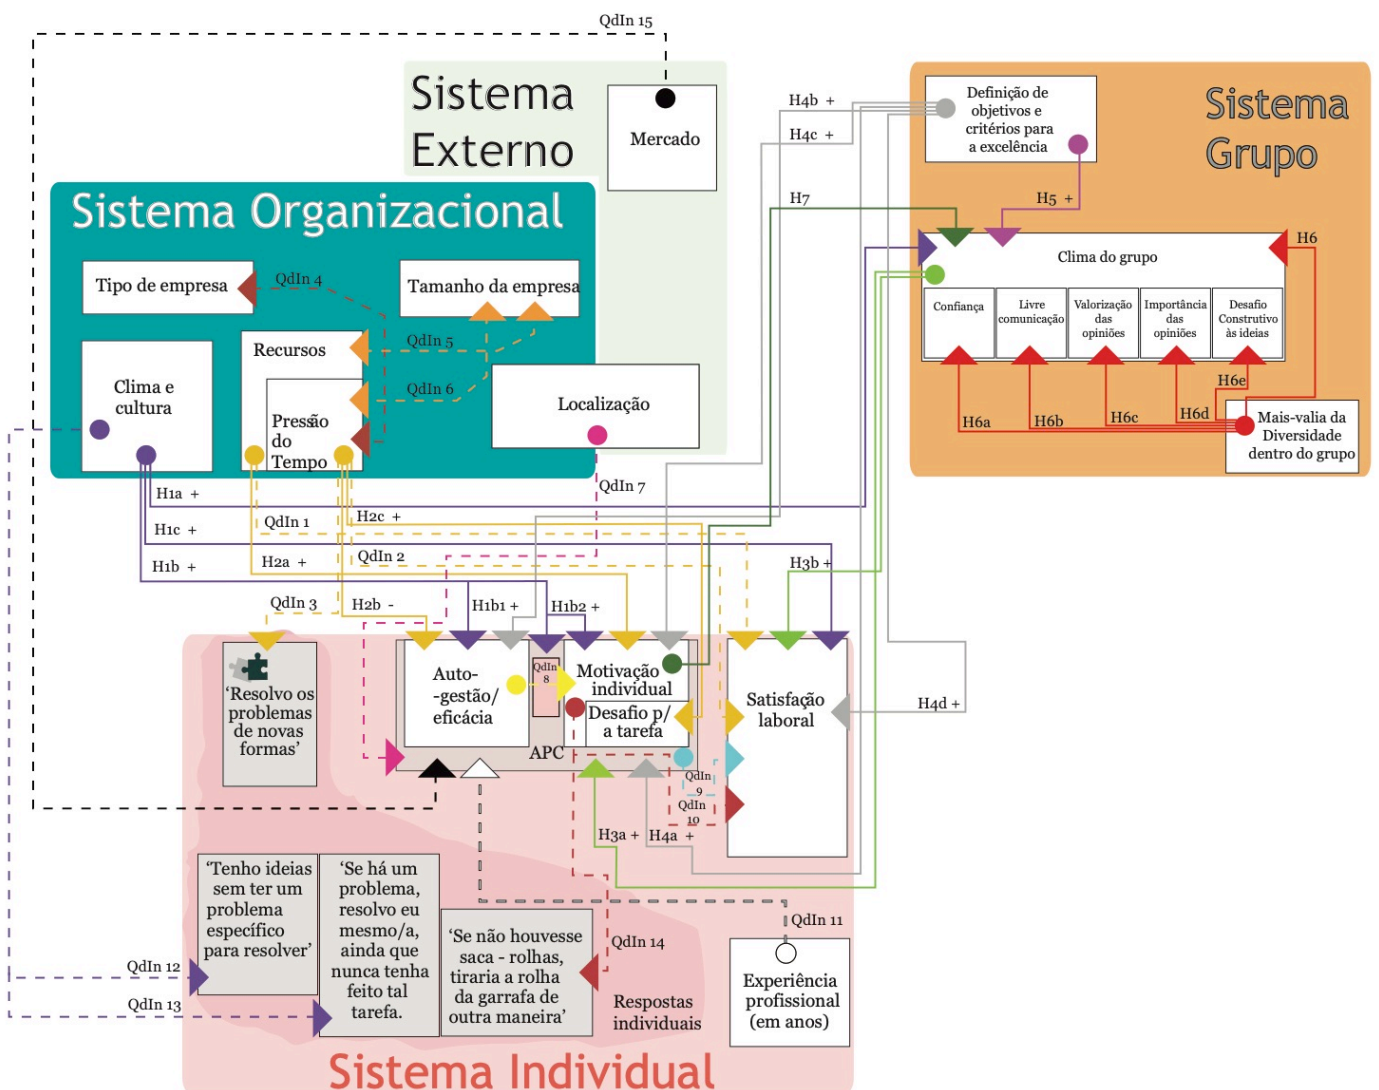 QdIn 15
Sistema
Externo
Mercado
Sistema Organizacional
Tipo de empresa
QdIn 4
Tamanho da empresa
Recursos
QdIn 5
QdIn 6
Clima e
cultura
Pressão
do
Tempo
Localização
QdIn 7
Sistema
Grupo
Definição de
objetivos e
critérios para
a excelência
H4b +
H4c +
H7
H5 +
H6
Clima do grupo
Confiança
Livre
comunicação
Valorização
das
opiniões
Importância
das
opiniões
Desafio
Construtivo
às ideias
H6a
H6b
H6c
H6d
H6e
Mais-valia da
Diversidade
dentro do grupo
H1a +
H1c +
H1b +
QdIn 1
H2c +
H2a +
QdIn 2
QdIn 3
H2b -
H1b1 +
H1b2 +
H3b +
H4d +
'Resolvo os
problemas
de novas
formas'
Auto-
-gestão/
eficácia
QdIn
8
Motivação
individual
Desafio p/
a tarefa
APC
Satisfação
laboral
QdIn
9
QdIn
10
H3a +
H4a +
'Tenho ideias
sem ter um
problema
específico
para resolver'
'Se há um
problema,
resolvo eu
mesmo/a,
ainda que
nunca tenha
feito tal
tarefa.
'Se não houvesse
saca - rolhas,
tiraria a rolha
da garrafa de
outra maneira'
QdIn 14
Respostas
individuais
QdIn 11
Experiência
profissional
(em anos)
QdIn 12
QdIn 13
Sistema Individual